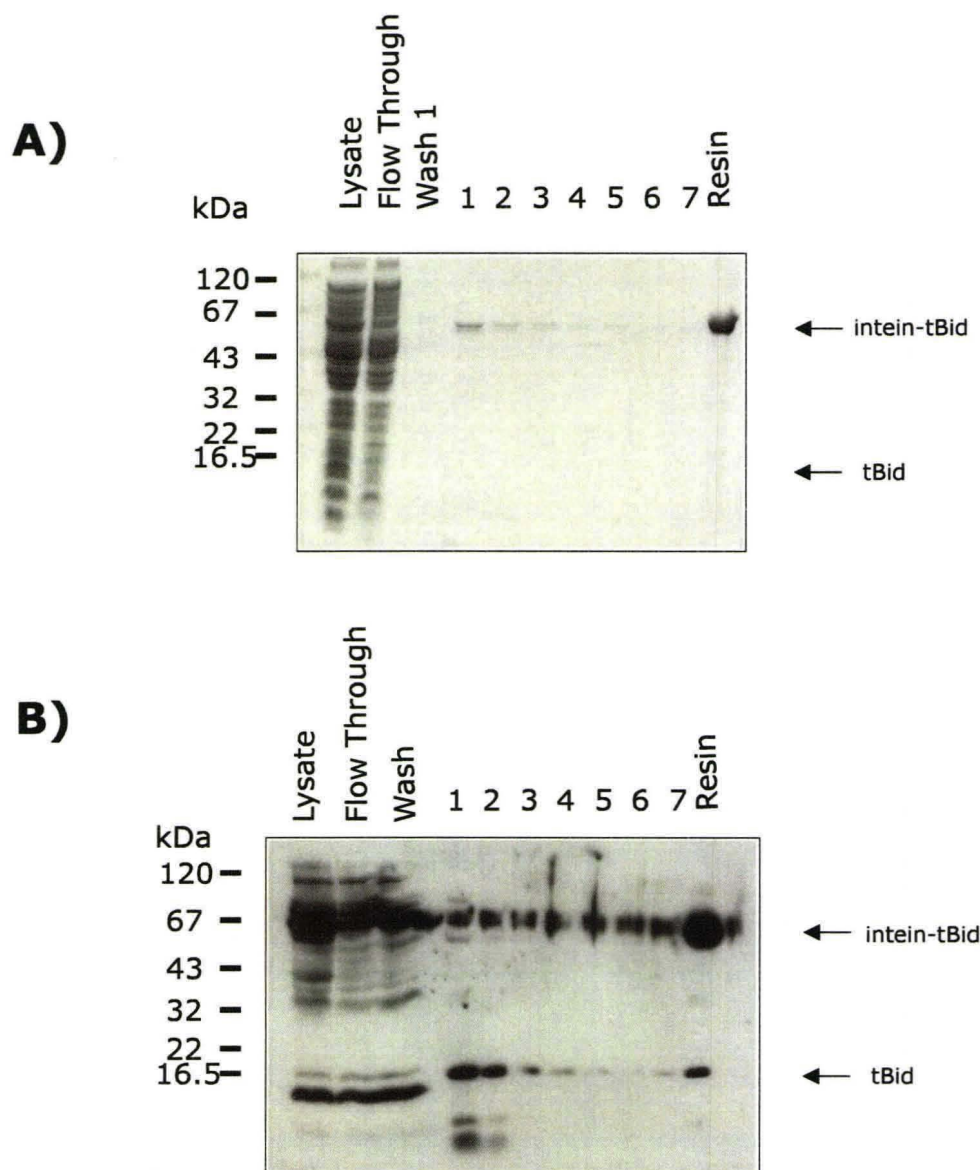 A)
Lysate
Flow Through
Wash 1
1 2 3 4 5 6 7
Resin
kDa
120
67
43
32
22
16.5
intein-tBid
tBid
B)
Lysate
Flow Through
Wash
1 2 3 4 5 6 7
Resin
kDa
120
67
43
32
22
16.5
intein-tBid
tBid